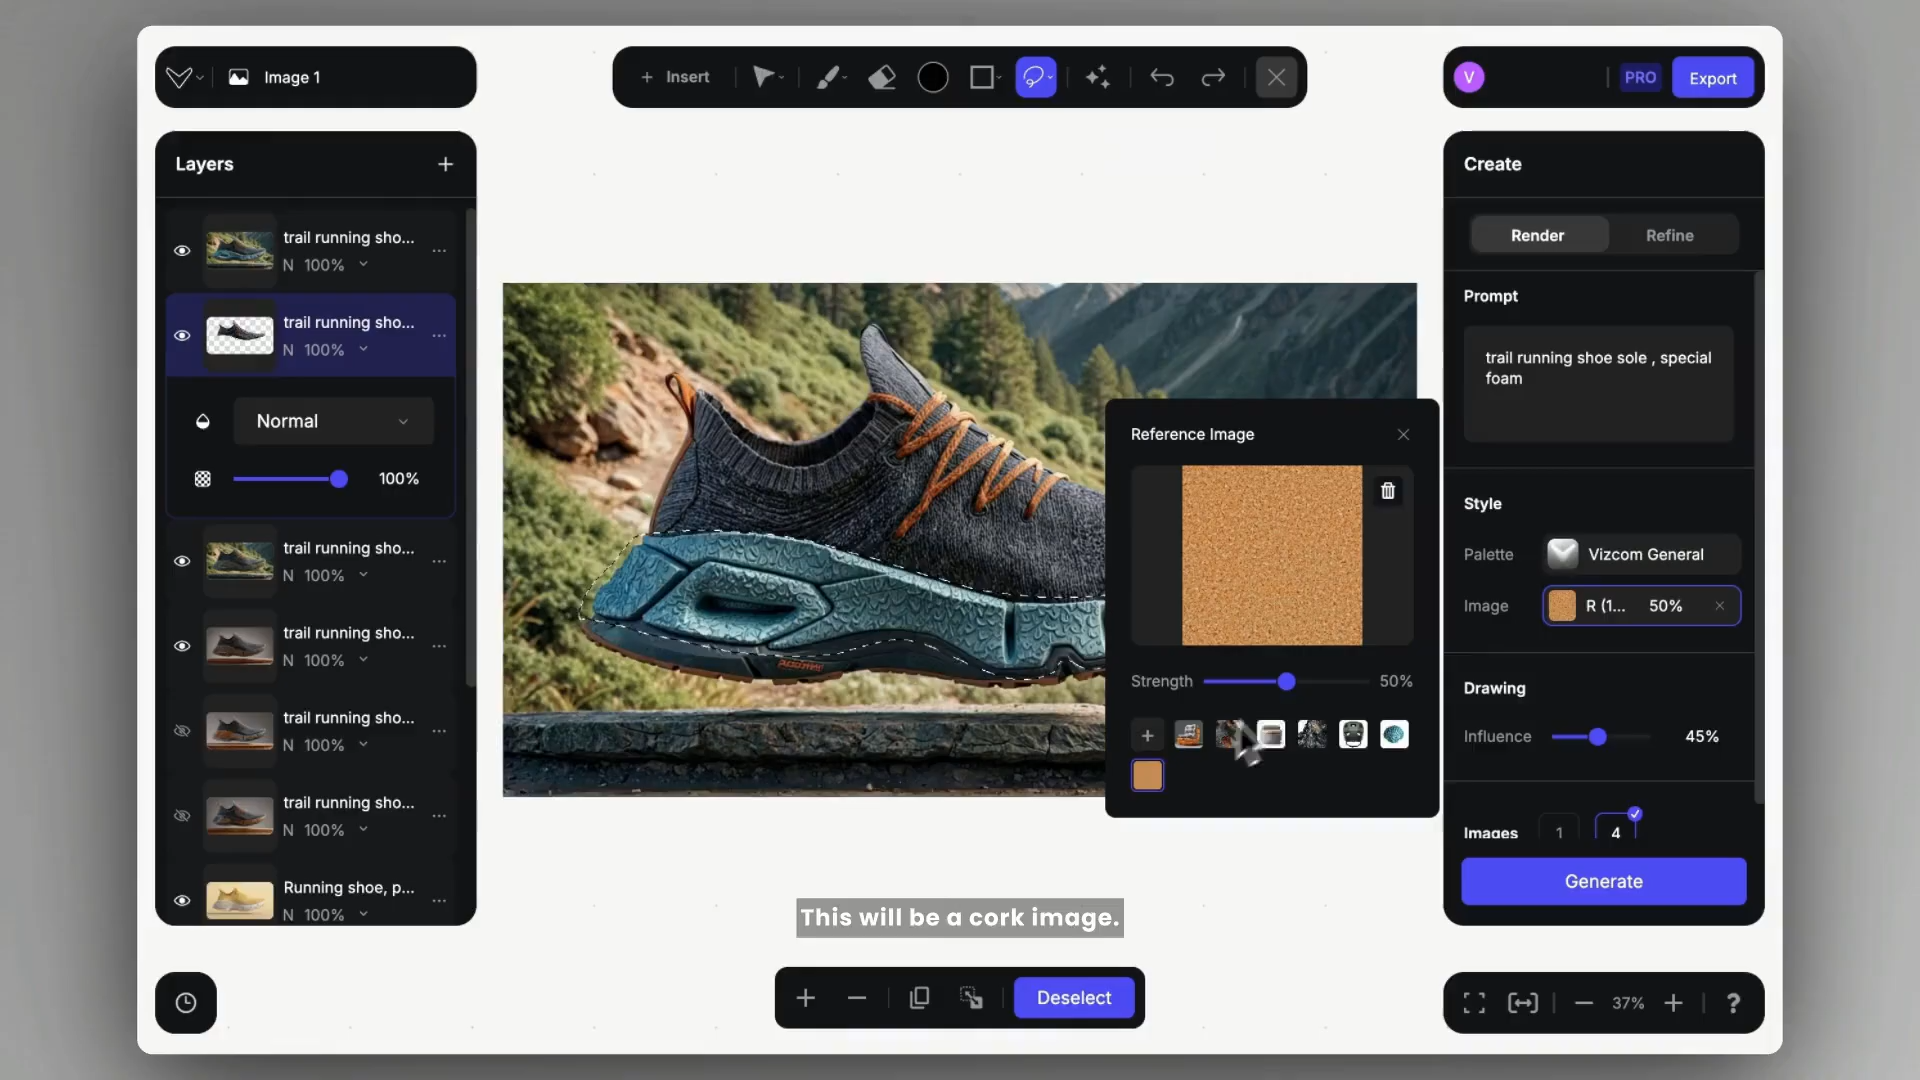 Image 1
Insert
V
PRO
Export
Layers
trail running sho...
N 100%
trail running sho...
N 100%
Normal
100%
trail running sho...
N 100%
trail running sho...
N 100%
trail running sho...
N 100%
trail running sho...
N 100%
Running shoe, p...
N 100%
Reference Image
Strength 50%
Create
Render
Refine
Prompt
trail running shoe sole , special
foam
Style
Palette
Vizcom General
Image
R (1...
50%
Drawing
Influence
45%
Images
1
4
Generate
This will be a cork image.
Deselect
37%
?